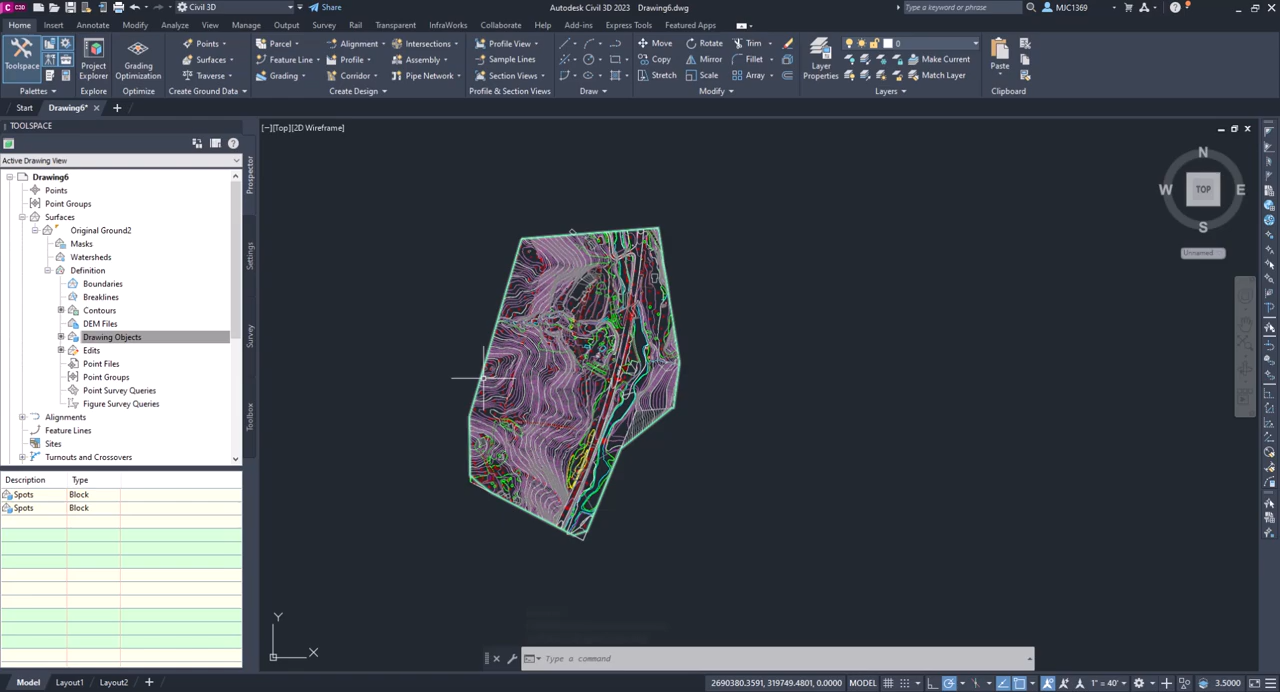 C3D Civil 3D Share Autodesk Civil 3D 2023 Drawing6.dwg Type a keyword or phrase MJC1369
Home Insert Annotate Modify Analyze View Manage Output Survey Rail Transparent InfraWorks Collaborate Help Add-ins Express Tools Featured Apps
Toolspace
Project Explorer
Grading Optimization
Points
Surfaces
Traverse
Parcel
Feature Line
Grading
Alignment
Profile
Corridor
Intersections
Assembly
Pipe Network
Profile View
Sample Lines
Section Views
Move
Copy
Stretch
Rotate
Mirror
Scale
Trim
Fillet
Array
Layer Properties
0
Make Current
Match Layer
Paste
Palettes Explore Optimize Create Ground Data Create Design Profile & Section Views Draw Modify Layers Clipboard
Start Drawing6*
TOOLSPACE
[−][Top][2D Wireframe]
Active Drawing View
Drawing6
Points
Point Groups
Surfaces
Original Ground2
Masks
Watersheds
Definition
Boundaries
Breaklines
Contours
DEM Files
Drawing Objects
Edits
Point Files
Point Groups
Point Survey Queries
Figure Survey Queries
Alignments
Feature Lines
Sites
Turnouts and Crossovers
Prospector
Settings
Survey
Toolbox
Description Type
Spots Block
Spots Block
N
W TOP E
S
Unnamed
Y
X
Type a command
Model Layout1 Layout2 2690380.3591, 319749.4801, 0.0000 MODEL 1" = 40' 3.5000